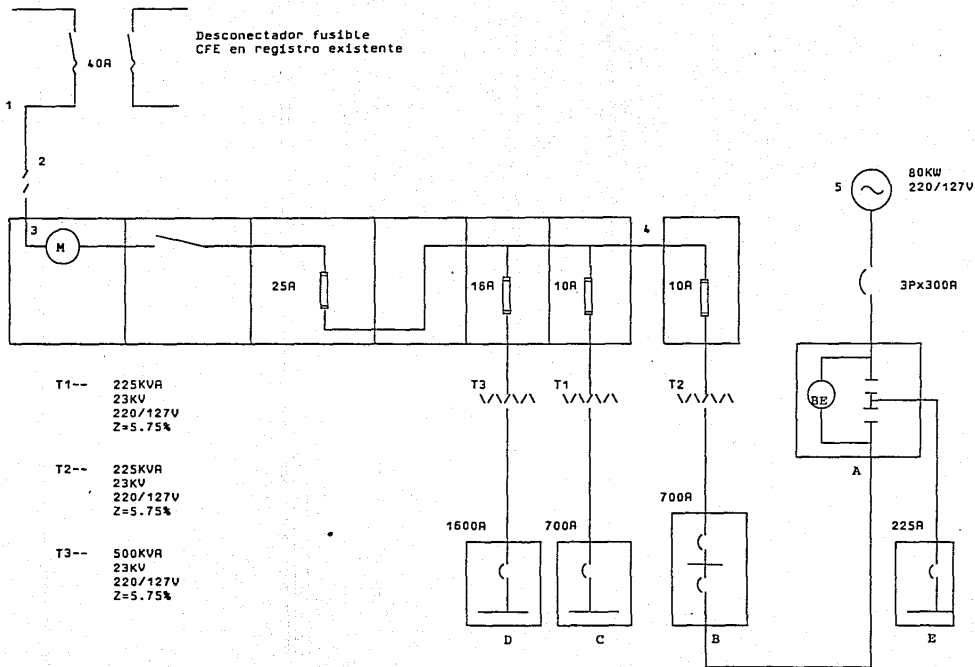 Desconectador fusible
CFE en registro existente
40A
1
2
80KW
5
220/127V
3
M
4
25A
16A
10A
10A
3Px300A
T1-- 225KVA
23KV
220/127V
Z=5.75%
T3
T1
T2
BE
A
T2-- 225KVA
23KV
220/127V
Z=5.75%
1600A
700A
700A
225A
T3-- 500KVA
23KV
220/127V
Z=5.75%
D
C
B
E